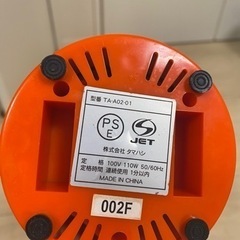 型番 TA-A02-01
PS
E
JET
株式会社 タマハシ
定 格 100V 110W 50/60Hz
定格時間 連続使用 1分以内
MADE IN CHINA
002F